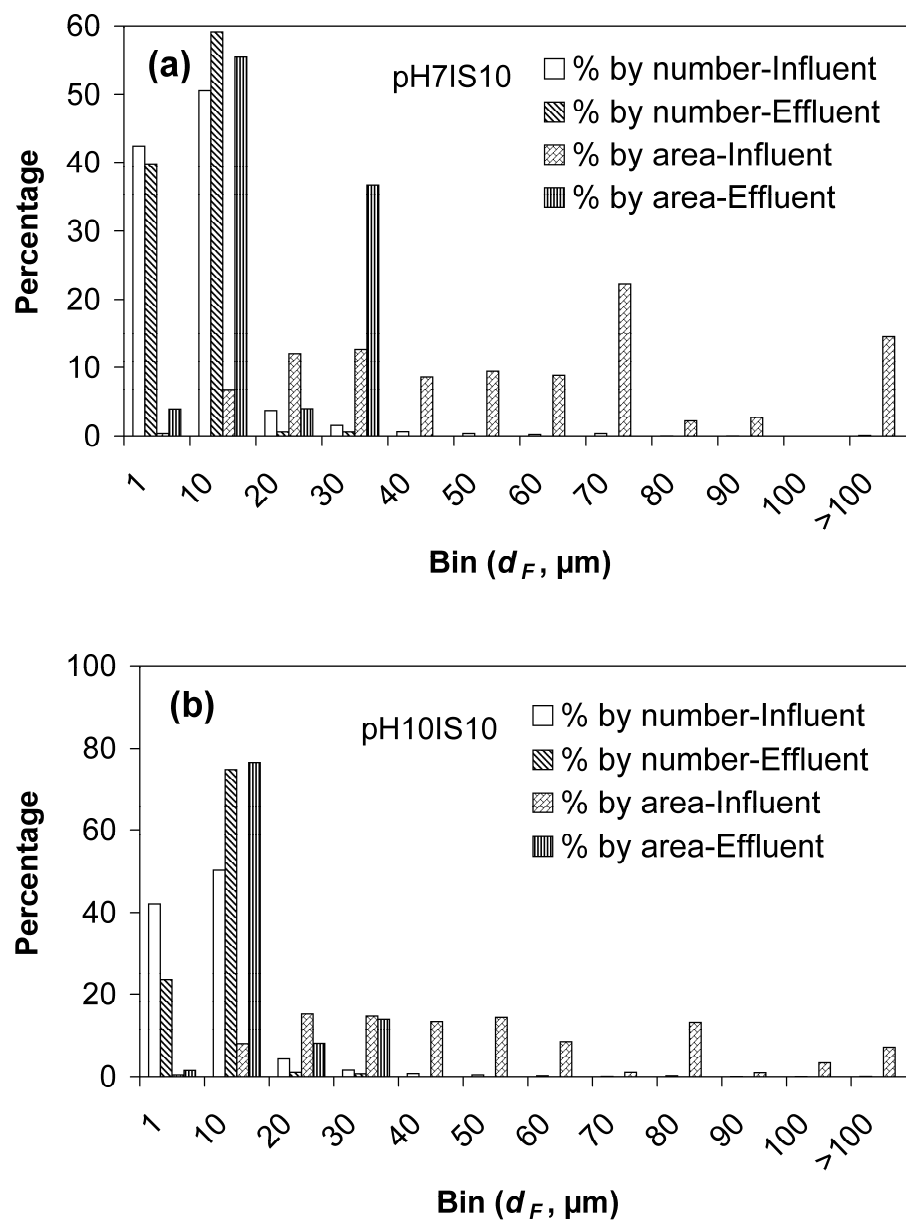 (a)
pH7IS10
% by number-Influent
% by number-Effluent
% by area-Influent
% by area-Effluent
Percentage
60
50
40
30
20
10
0
1
10
20
30
40
50
60
70
80
90
100
>100
Bin (d F , µm)
(b)
pH10IS10
% by number-Influent
% by number-Effluent
% by area-Influent
% by area-Effluent
Percentage
100
80
60
40
20
0
1
10
20
30
40
50
60
70
80
90
100
>100
Bin (d F , µm)